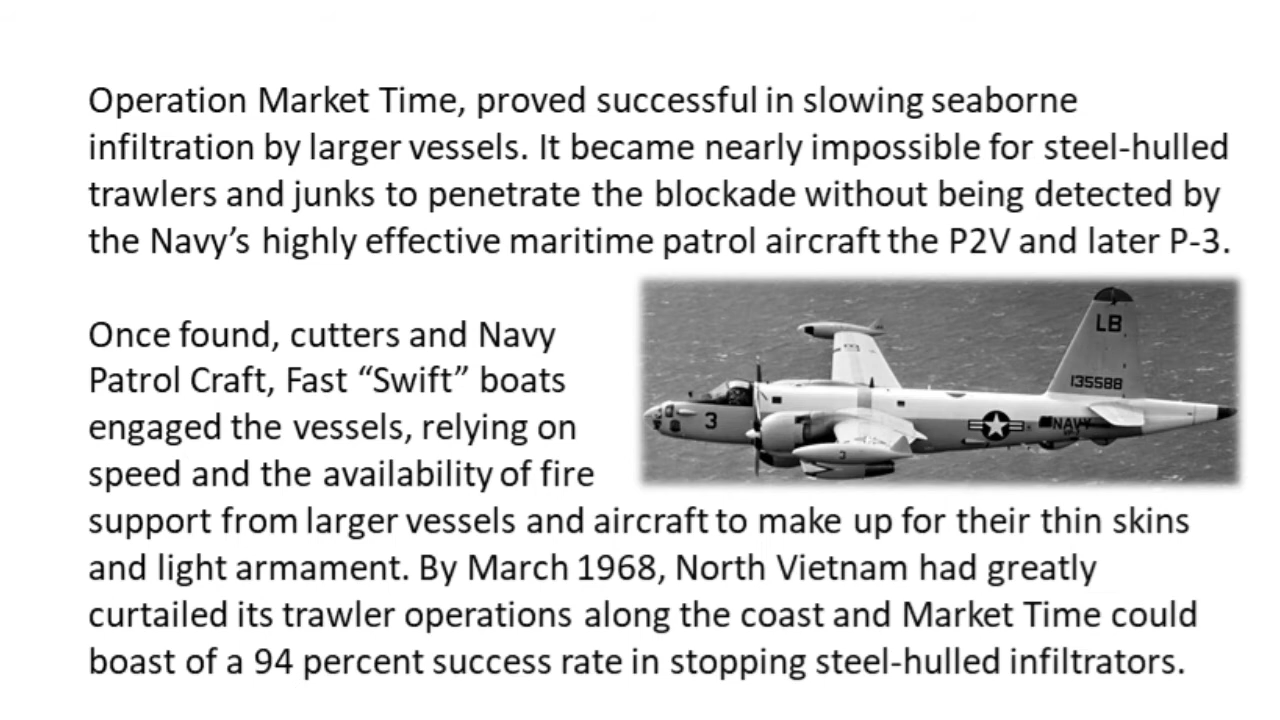 Operation Market Time, proved successful in slowing seaborne
infiltration by larger vessels. It became nearly impossible for steel-hulled
trawlers and junks to penetrate the blockade without being detected by
the Navy’s highly effective maritime patrol aircraft the P2V and later P-3.
Once found, cutters and Navy
Patrol Craft, Fast “Swift” boats
engaged the vessels, relying on
speed and the availability of fire
support from larger vessels and aircraft to make up for their thin skins
and light armament. By March 1968, North Vietnam had greatly
curtailed its trawler operations along the coast and Market Time could
boast of a 94 percent success rate in stopping steel-hulled infiltrators.
LB
135588
3
NAVY
3